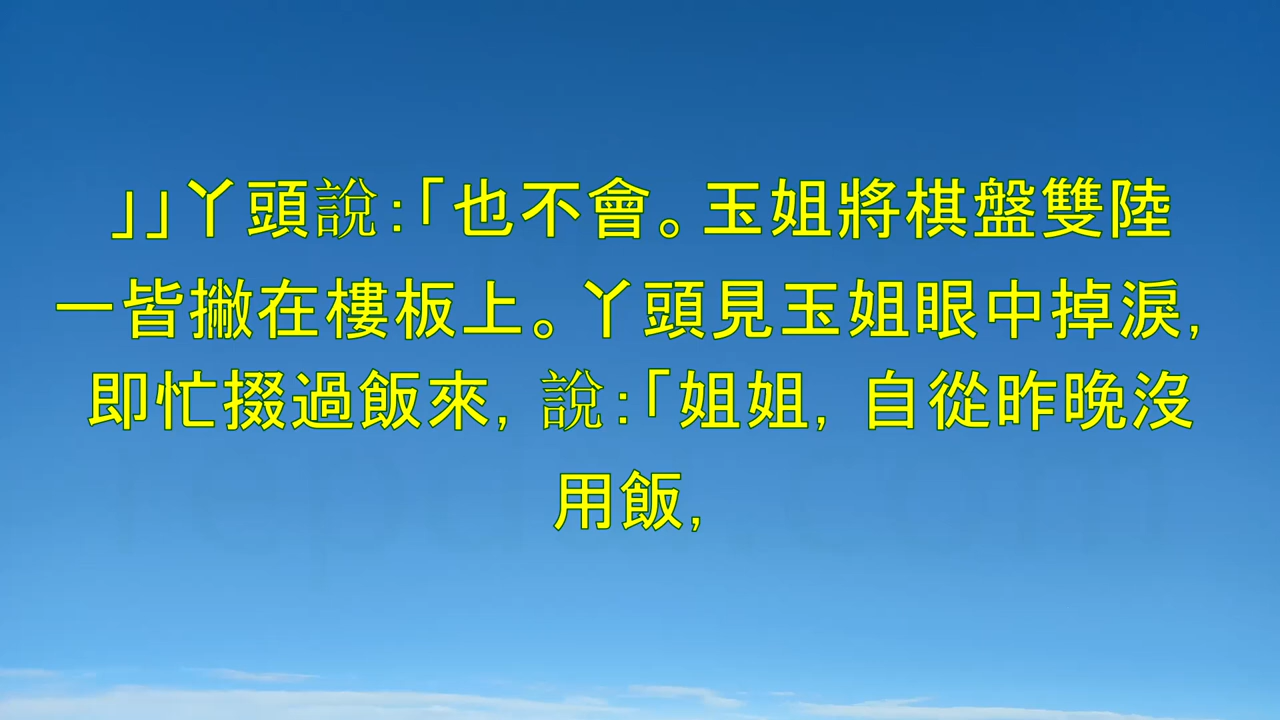 」」丫頭說：「也不會。玉姐將棋盤雙陸
一皆撇在樓板上。丫頭見玉姐眼中掉淚，
即忙掇過飯來，說：「姐姐，自從昨晚沒
用飯，